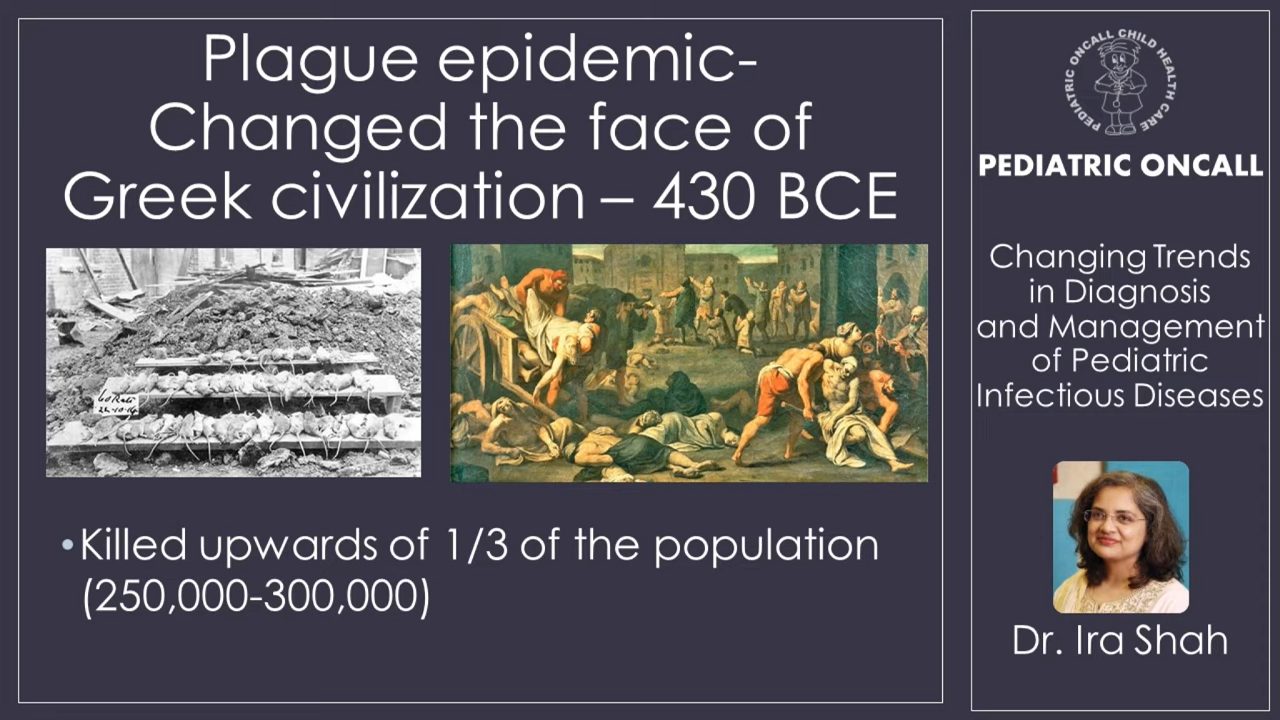 Plague epidemic-
Changed the face of
Greek civilization – 430 BCE
60 Rats
•Killed upwards of 1/3 of the population
(250,000-300,000)
PEDIATRIC ONCALL CHILD HEALTH CARE
PEDIATRIC ONCALL
Changing Trends
in Diagnosis
and Management
of Pediatric
Infectious Diseases
Dr. Ira Shah